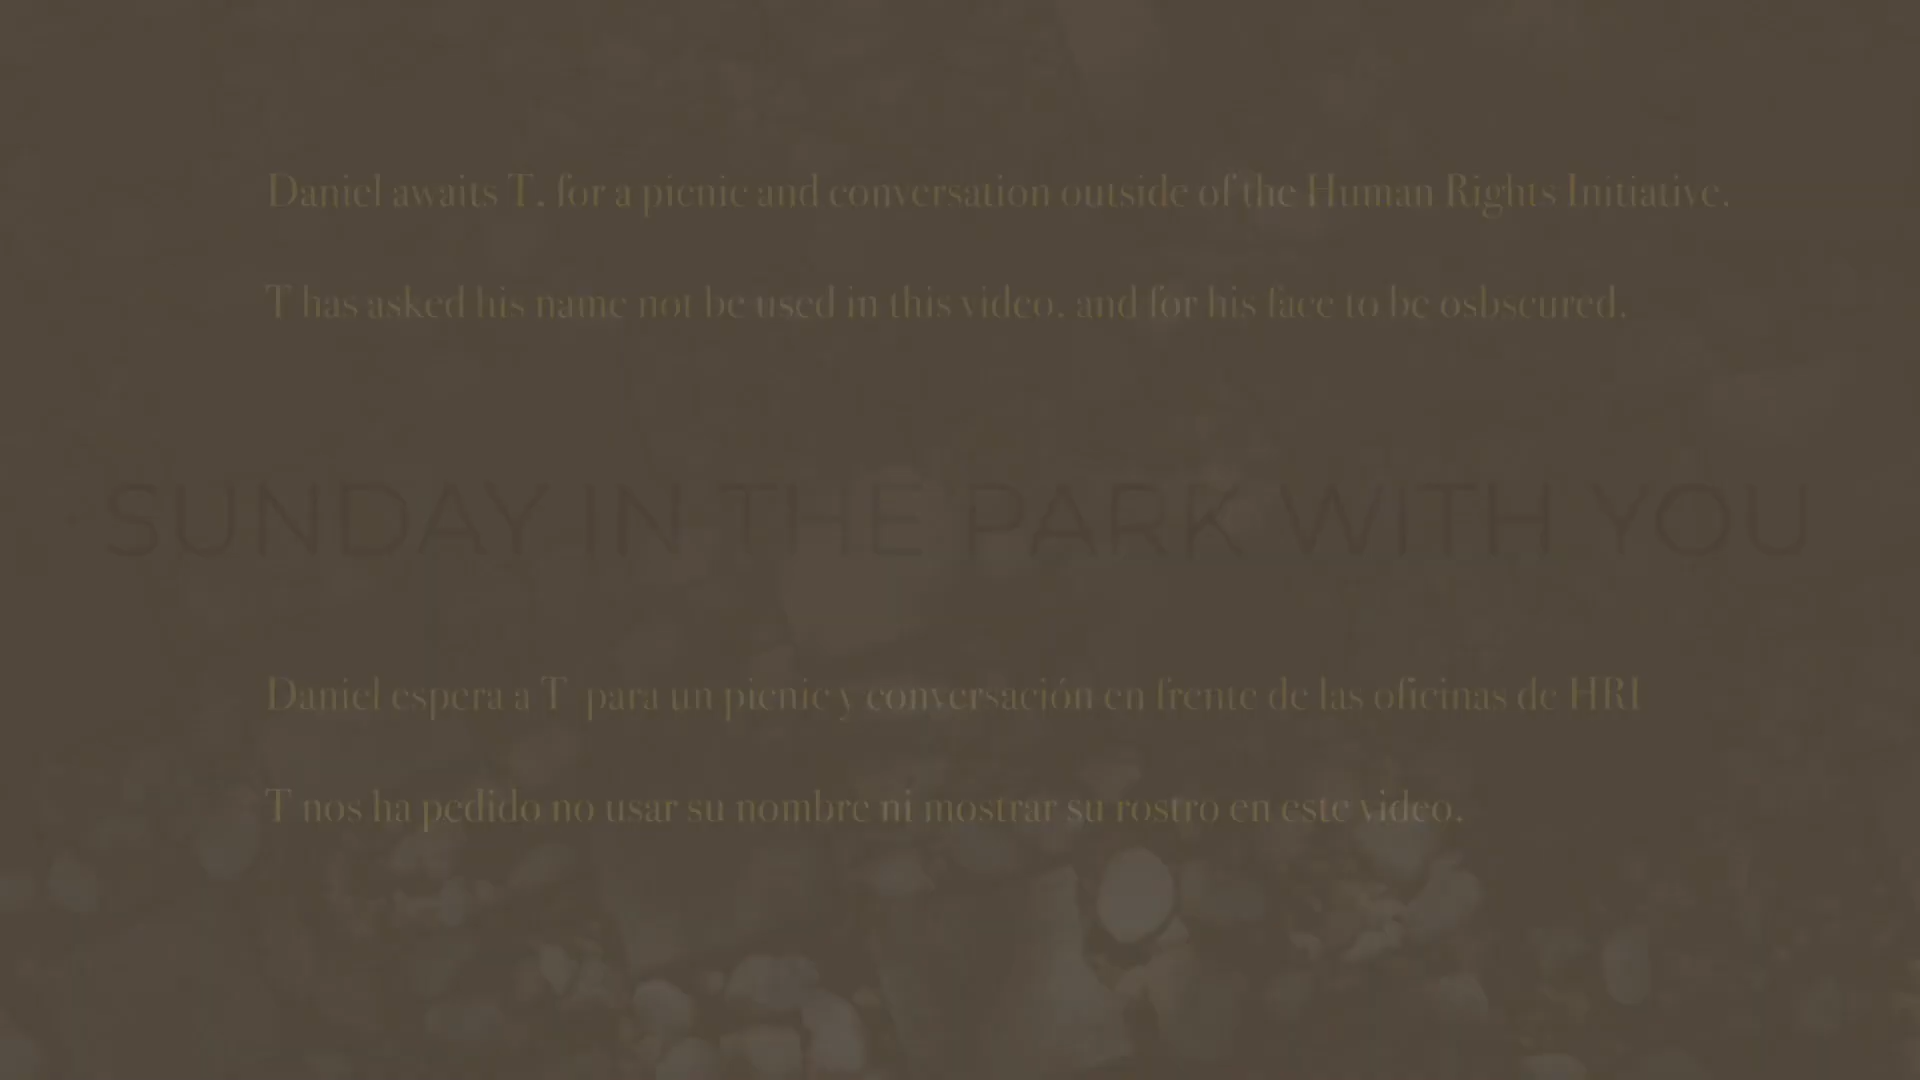 Daniel awaits T. for a picnic and conversation outside of the Human Rights Initiative.
T has asked his name not be used in this video. and for his face to be osbscured.
SUNDAY IN THE PARK WITH YOU
Daniel espera a T para un picnic y conversación en frente de las oficinas de HRI
T nos ha pedido no usar su nombre ni mostrar su rostro en este video.